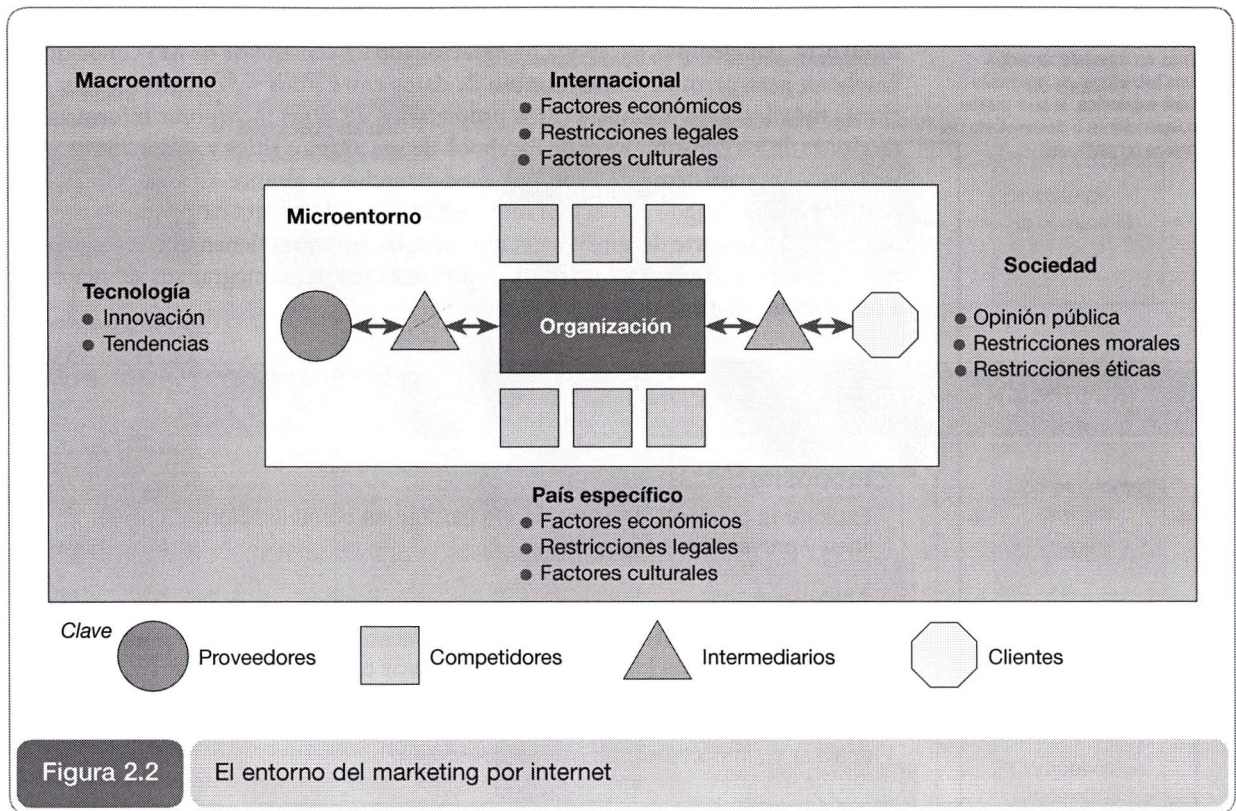 Macroentorno
Internacional
● Factores económicos
● Restricciones legales
● Factores culturales
Microentorno
Tecnología
● Innovación
● Tendencias
Organización
Sociedad
● Opinión pública
● Restricciones morales
● Restricciones éticas
País específico
● Factores económicos
● Restricciones legales
● Factores culturales
Clave
Proveedores
Competidores
Intermediarios
Clientes
Figura 2.2
El entorno del marketing por internet